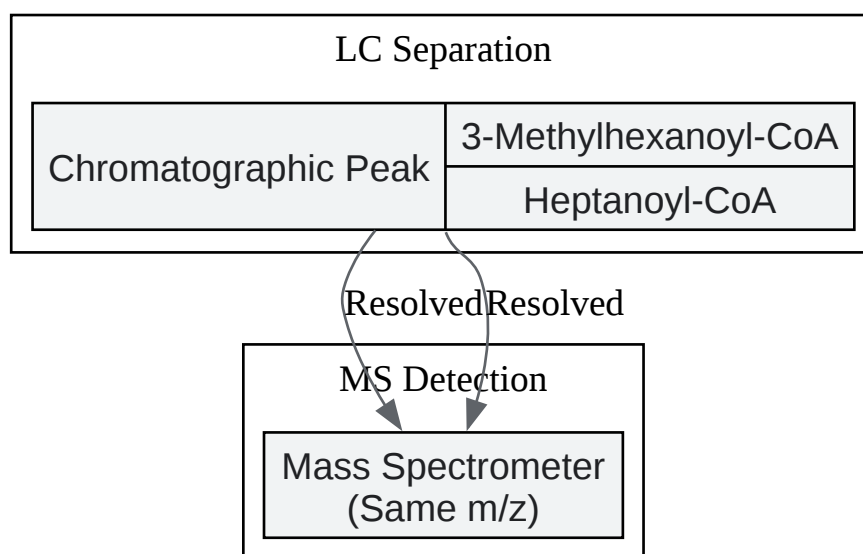 LC Separation
Chromatographic Peak
3-Methylhexanoyl-CoA
Heptanoyl-CoA
Resolved
Resolved
MS Detection
Mass Spectrometer
(Same m/z)